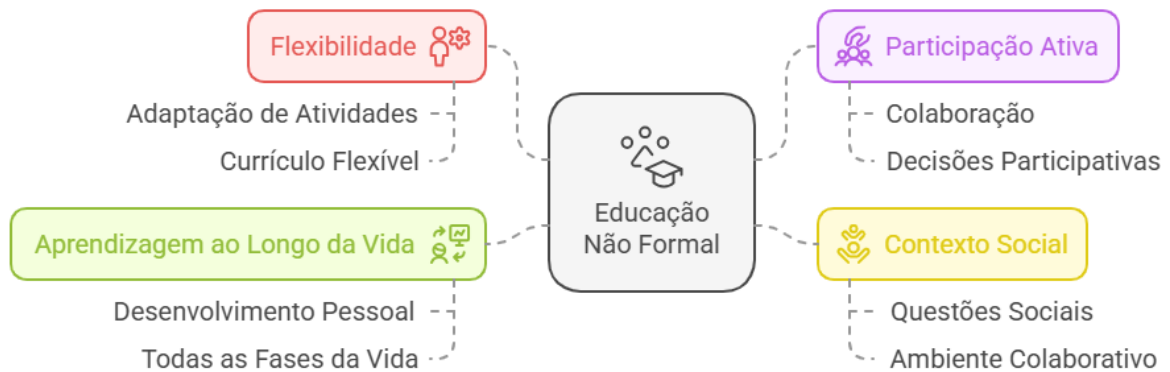 Flexibilidade
Adaptação de Atividades
Currículo Flexível
Aprendizagem ao Longo da Vida
Desenvolvimento Pessoal
Todas as Fases da Vida
Educação
Não Formal
Participação Ativa
Colaboração
Decisões Participativas
Contexto Social
Questões Sociais
Ambiente Colaborativo